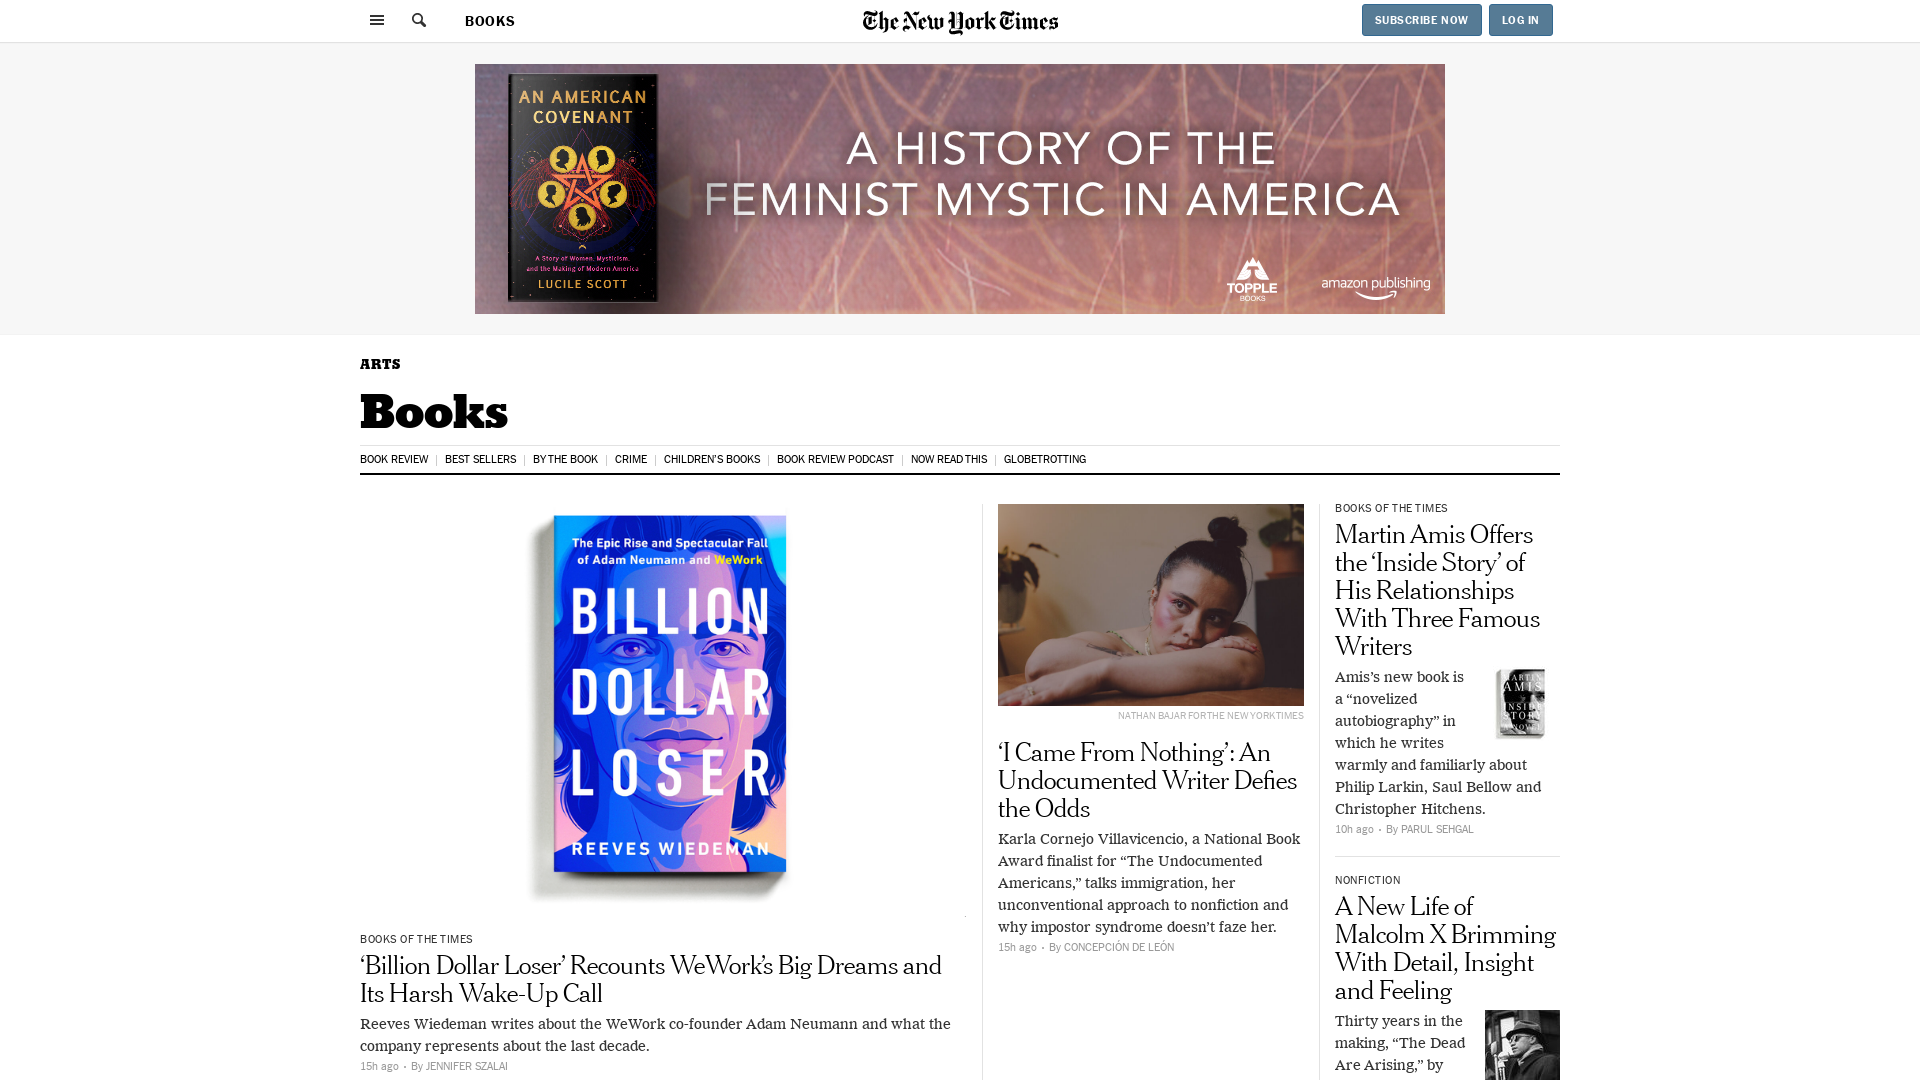 BOOKS
The New York Times
SUBSCRIBE NOW
LOG IN
AN AMERICAN
COVENANT
A Story of Women, Mysticism,
and the Making of Modern America
LUCILE SCOTT
A HISTORY OF THE
FEMINIST MYSTIC IN AMERICA
TOPPLE
BOOKS
amazon publishing
ARTS
Books
BOOK REVIEW
BEST SELLERS
BY THE BOOK
CRIME
CHILDREN'S BOOKS
BOOK REVIEW PODCAST
NOW READ THIS
GLOBETROTTING
The Epic Rise and Spectacular Fall
of Adam Neumann and WeWork
BILLION
DOLLAR
LOSER
REEVES WIEDEMAN
BOOKS OF THE TIMES
‘Billion Dollar Loser’ Recounts WeWork’s Big Dreams and
Its Harsh Wake-Up Call
Reeves Wiedeman writes about the WeWork co-founder Adam Neumann and what the
company represents about the last decade.
15h ago · By JENNIFER SZALAI
NATHAN BAJAR FOR THE NEW YORK TIMES
‘I Came From Nothing’: An
Undocumented Writer Defies
the Odds
Karla Cornejo Villavicencio, a National Book
Award finalist for “The Undocumented
Americans,” talks immigration, her
unconventional approach to nonfiction and
why impostor syndrome doesn’t faze her.
15h ago · By CONCEPCIÓN DE LEÓN
BOOKS OF THE TIMES
Martin Amis Offers
the ‘Inside Story’ of
His Relationships
With Three Famous
Writers
Amis’s new book is
a “novelized
autobiography” in
which he writes
warmly and familiarly about
Philip Larkin, Saul Bellow and
Christopher Hitchens.
MARTIN
AMIS
INSIDE
STORY
10h ago · By PARUL SEHGAL
NONFICTION
A New Life of
Malcolm X Brimming
With Detail, Insight
and Feeling
Thirty years in the
making, “The Dead
Are Arising,” by